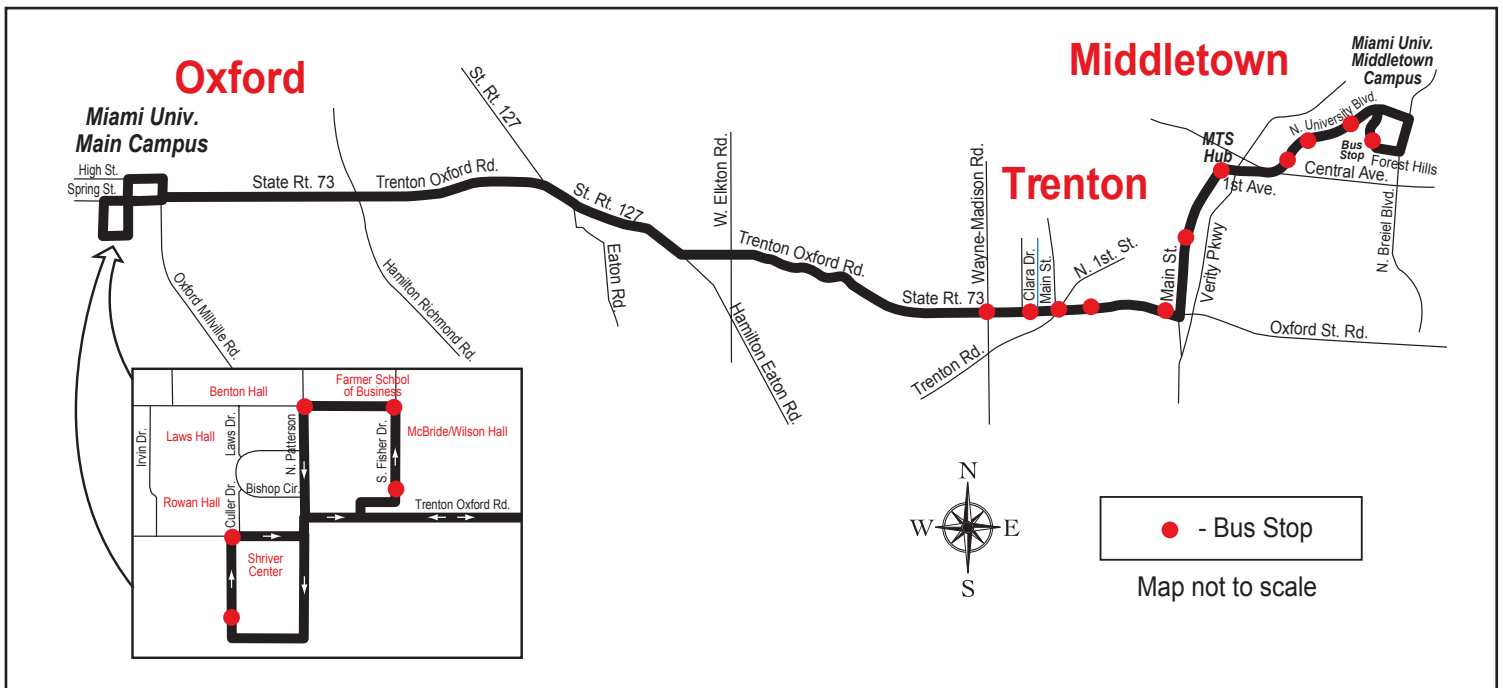 Oxford
Middletown
Trenton
Miami Univ.
Main Campus
High St.
Spring St.
State Rt. 73
Trenton Oxford Rd.
St. Rt. 127
St. Rt. 127
W. Elkton Rd.
Trenton Oxford Rd.
Eaton Rd.
Hamilton Eaton Rd.
Hamilton Richmond Rd.
Oxford Millville Rd.
State Rt. 73
Wayne-Madison Rd.
Clara Dr.
Main St.
N. 1st. St.
Trenton Rd.
Main St.
Verity Pkwy
Oxford St. Rd.
N. Breiel Blvd.
MTS
Hub
1st Ave.
Central Ave.
N. University Blvd.
Bus
Stop
Forest Hills
Miami Univ.
Middletown
Campus
Benton Hall
Farmer School
of Business
Laws Hall
McBride/Wilson Hall
Rowan Hall
Shriver
Center
Irvin Dr.
Laws Dr.
N. Patterson
S. Fisher Dr.
Bishop Cir.
Culler Dr.
Trenton Oxford Rd.
N
W
E
S
- Bus Stop
Map not to scale